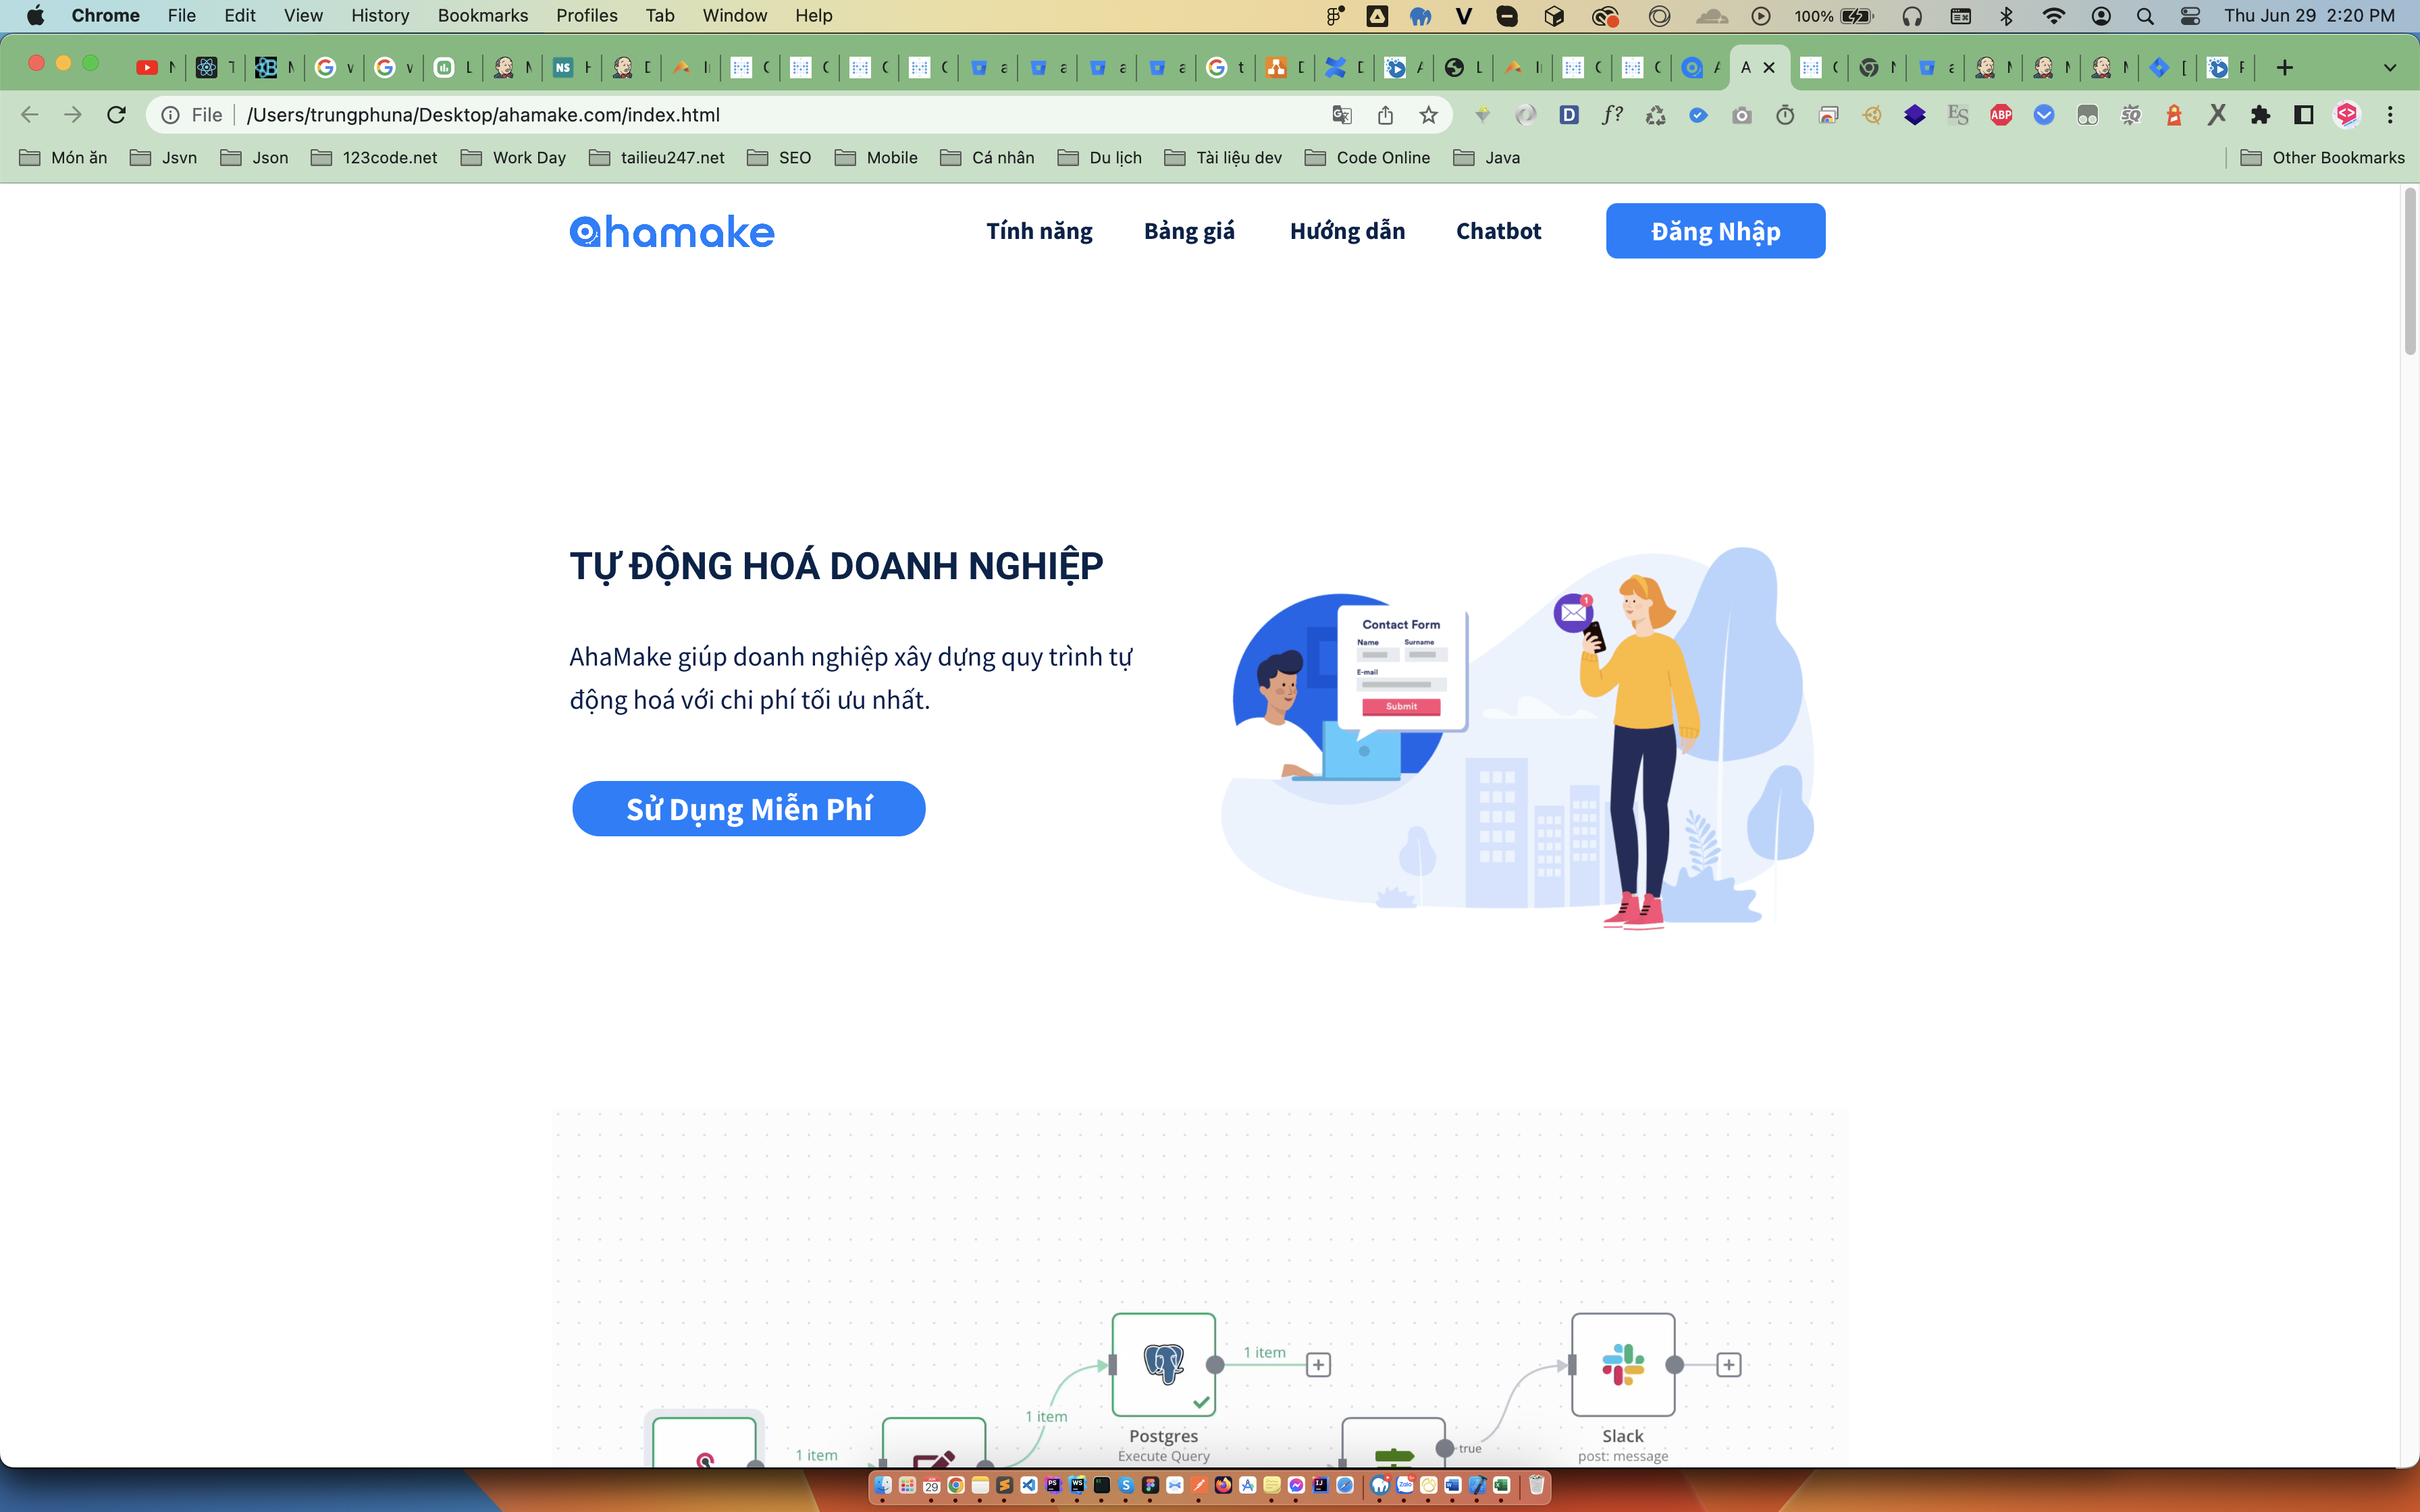 Chrome File Edit View History Bookmarks Profiles Tab Window Help 100% Thu Jun 29 2:20 PM
File /Users/trungphuna/Desktop/ahamake.com/index.html
Món ăn Jsvn Json 123code.net Work Day tailieu247.net SEO Mobile Cá nhân Du lịch Tài liệu dev Code Online Java Other Bookmarks
ahamake Tính năng Bảng giá Hướng dẫn Chatbot Đăng Nhập
TỰ ĐỘNG HOÁ DOANH NGHIỆP
AhaMake giúp doanh nghiệp xây dựng quy trình tự
động hoá với chi phí tối ưu nhất.
Sử Dụng Miễn Phí
Contact Form
Name Surname
E-mail
Submit
1
1 item
1 item
1 item
Postgres
Execute Query
true
Slack
post: message